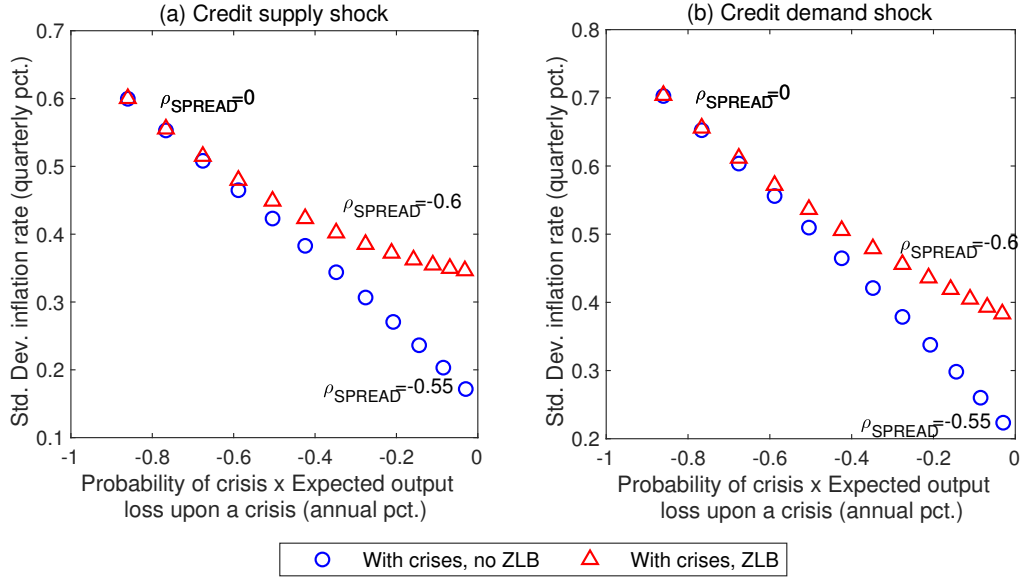 (a) Credit supply shock
0.7
0.6
0.5
0.4
0.3
0.2
0.1
Std. Dev. inflation rate (quarterly pct.)
ρSPREAD=0
ρSPREAD=-0.6
ρSPREAD=-0.55
-1 -0.8 -0.6 -0.4 -0.2 0
Probability of crisis x Expected output
loss upon a crisis (annual pct.)
(b) Credit demand shock
0.8
0.7
0.6
0.5
0.4
0.3
0.2
Std. Dev. inflation rate (quarterly pct.)
ρSPREAD=0
ρSPREAD=-0.6
ρSPREAD=-0.55
-1 -0.8 -0.6 -0.4 -0.2 0
Probability of crisis x Expected output
loss upon a crisis (annual pct.)
With crises, no ZLB With crises, ZLB